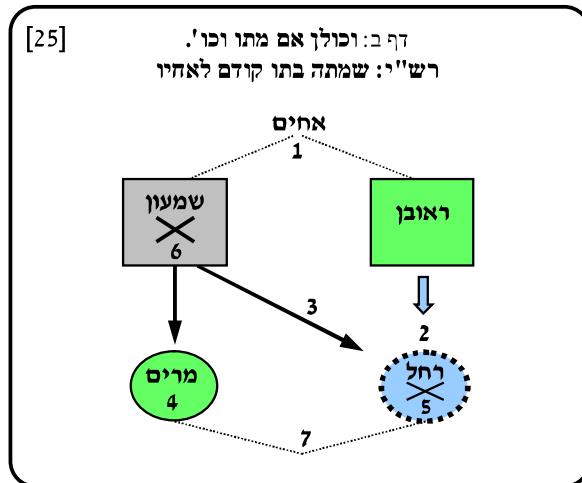 [25]
דף ב: וכולן אם מתו וכו'.
רש"י: שמתה בתו קודם לאחיו
אחים
1
שמעון
6
ראובן
3
2
מרים
4
רחל
5
7